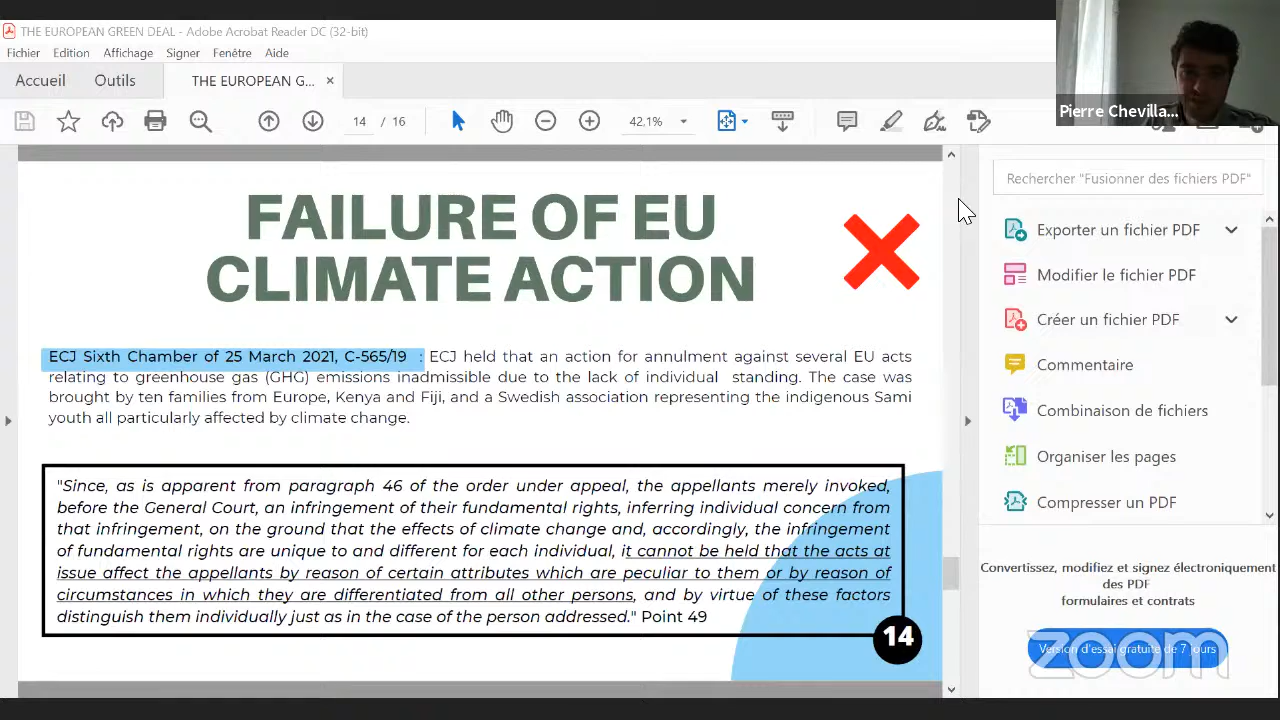 THE EUROPEAN GREEN DEAL - Adobe Acrobat Reader DC (32-bit)
Fichier Edition Affichage Signer Fenêtre Aide
Accueil Outils THE EUROPEAN G... ×
14 / 16 42,1%
Pierre Chevilla...
FAILURE OF EU
CLIMATE ACTION
ECJ Sixth Chamber of 25 March 2021, C-565/19 : ECJ held that an action for annulment against several EU acts
relating to greenhouse gas (GHG) emissions inadmissible due to the lack of individual standing. The case was
brought by ten families from Europe, Kenya and Fiji, and a Swedish association representing the indigenous Sami
youth all particularly affected by climate change.
"Since, as is apparent from paragraph 46 of the order under appeal, the appellants merely invoked,
before the General Court, an infringement of their fundamental rights, inferring individual concern from
that infringement, on the ground that the effects of climate change and, accordingly, the infringement
of fundamental rights are unique to and different for each individual, it cannot be held that the acts at
issue affect the appellants by reason of certain attributes which are peculiar to them or by reason of
circumstances in which they are differentiated from all other persons, and by virtue of these factors
distinguish them individually just as in the case of the person addressed." Point 49
14
Rechercher "Fusionner des fichiers PDF"
Exporter un fichier PDF
Modifier le fichier PDF
Créer un fichier PDF
Commentaire
Combinaison de fichiers
Organiser les pages
Compresser un PDF
Convertissez, modifiez et signez électroniquement
des PDF
formulaires et contrats
Version d'essai gratuite de 7 jours
zoom